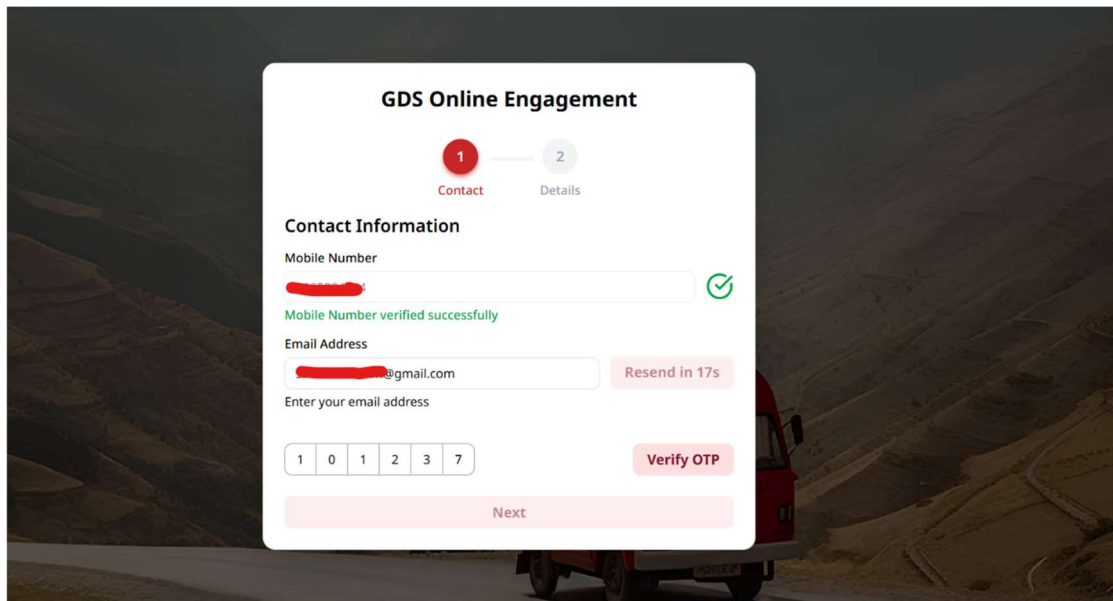 GDS Online Engagement
1 2
Contact Details
Contact Information
Mobile Number
Mobile Number verified successfully
Email Address
@gmail.com Resend in 17s
Enter your email address
1 0 1 2 3 7 Verify OTP
Next